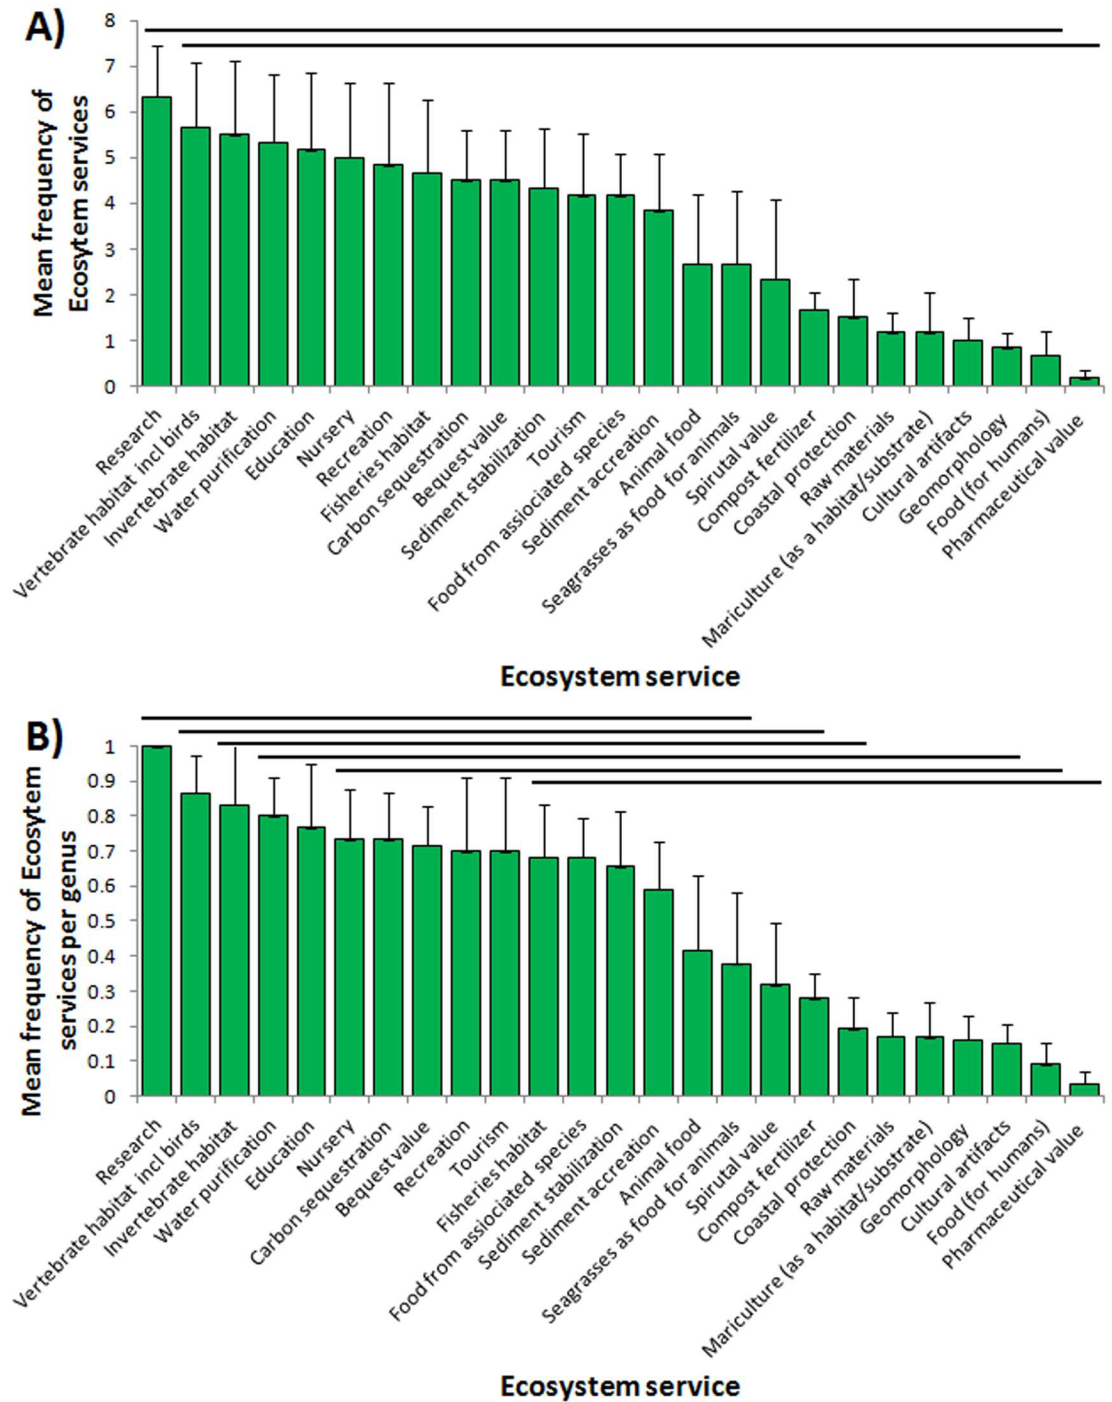 A)
Mean frequency of
Ecosytem services
8
7
6
5
4
3
2
1
0
Research
Vertebrate habitat incl birds
Invertebrate habitat
Water purification
Education
Nursery
Recreation
Fisheries habitat
Carbon sequestration
Bequest value
Sediment stabilization
Tourism
Food from assiociated species
Sediment accreation
Animal food
Seagrasses as food for animals
Spirutal value
Compost fertilizer
Coastal protection
Raw materials
Mariculture (as a habitat/substrate)
Cultural artifacts
Geomorphology
Food (for humans)
Pharmaceutical value
Ecosystem service
B)
Mean frequency of Ecosytem
services per genus
1
0.9
0.8
0.7
0.6
0.5
0.4
0.3
0.2
0.1
0
Research
Vertebrate habitat incl birds
Invertebrate habitat
Water purification
Education
Nursery
Carbon sequestration
Bequest value
Recreation
Tourism
Fisheries habitat
Food from assiociated species
Sediment stabilization
Sediment accreation
Animal food
Seagrasses as food for animals
Spirutal value
Compost fertilizer
Coastal protection
Raw materials
Mariculture (as a habitat/substrate)
Geomorphology
Cultural artifacts
Food (for humans)
Pharmaceutical value
Ecosystem service